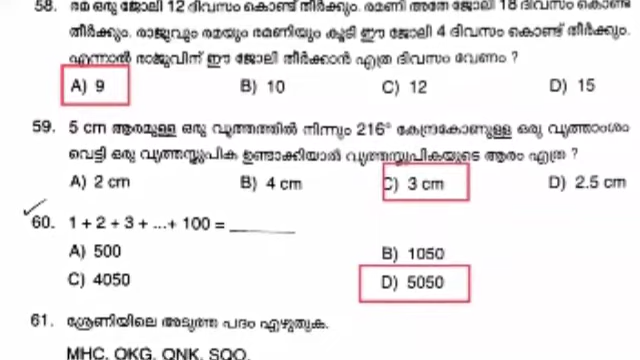 58. രമ ഒരു ജോലി 12 ദിവസം കൊണ്ട് തീർക്കും. രമണി അതേ ജോലി 18 ദിവസം കൊണ്ട്
തീർക്കും. രാജുവും രമയും രമണിയും കൂടി ഈ ജോലി 4 ദിവസം കൊണ്ട് തീർക്കും.
എന്നാൽ രാജുവിന് ഈ ജോലി തീർക്കാൻ എത്ര ദിവസം വേണം ?
A) 9 B) 10 C) 12 D) 15
59. 5 cm ആരമുള്ള ഒരു വൃത്തത്തിൽ നിന്നും 216° കേന്ദ്രകോണുള്ള ഒരു വൃത്താംശം
വെട്ടി ഒരു വൃത്തസ്തൂപിക ഉണ്ടാക്കിയാൽ വൃത്തസ്തൂപികയുടെ ആരം എത്ര ?
A) 2 cm B) 4 cm C) 3 cm D) 2.5 cm
60. 1 + 2 + 3 + ...+ 100 = ________
A) 500 B) 1050
C) 4050 D) 5050
61. ശ്രേണിയിലെ അടുത്ത പദം എഴുതുക.
MHC, OKG, QNK, SQO,